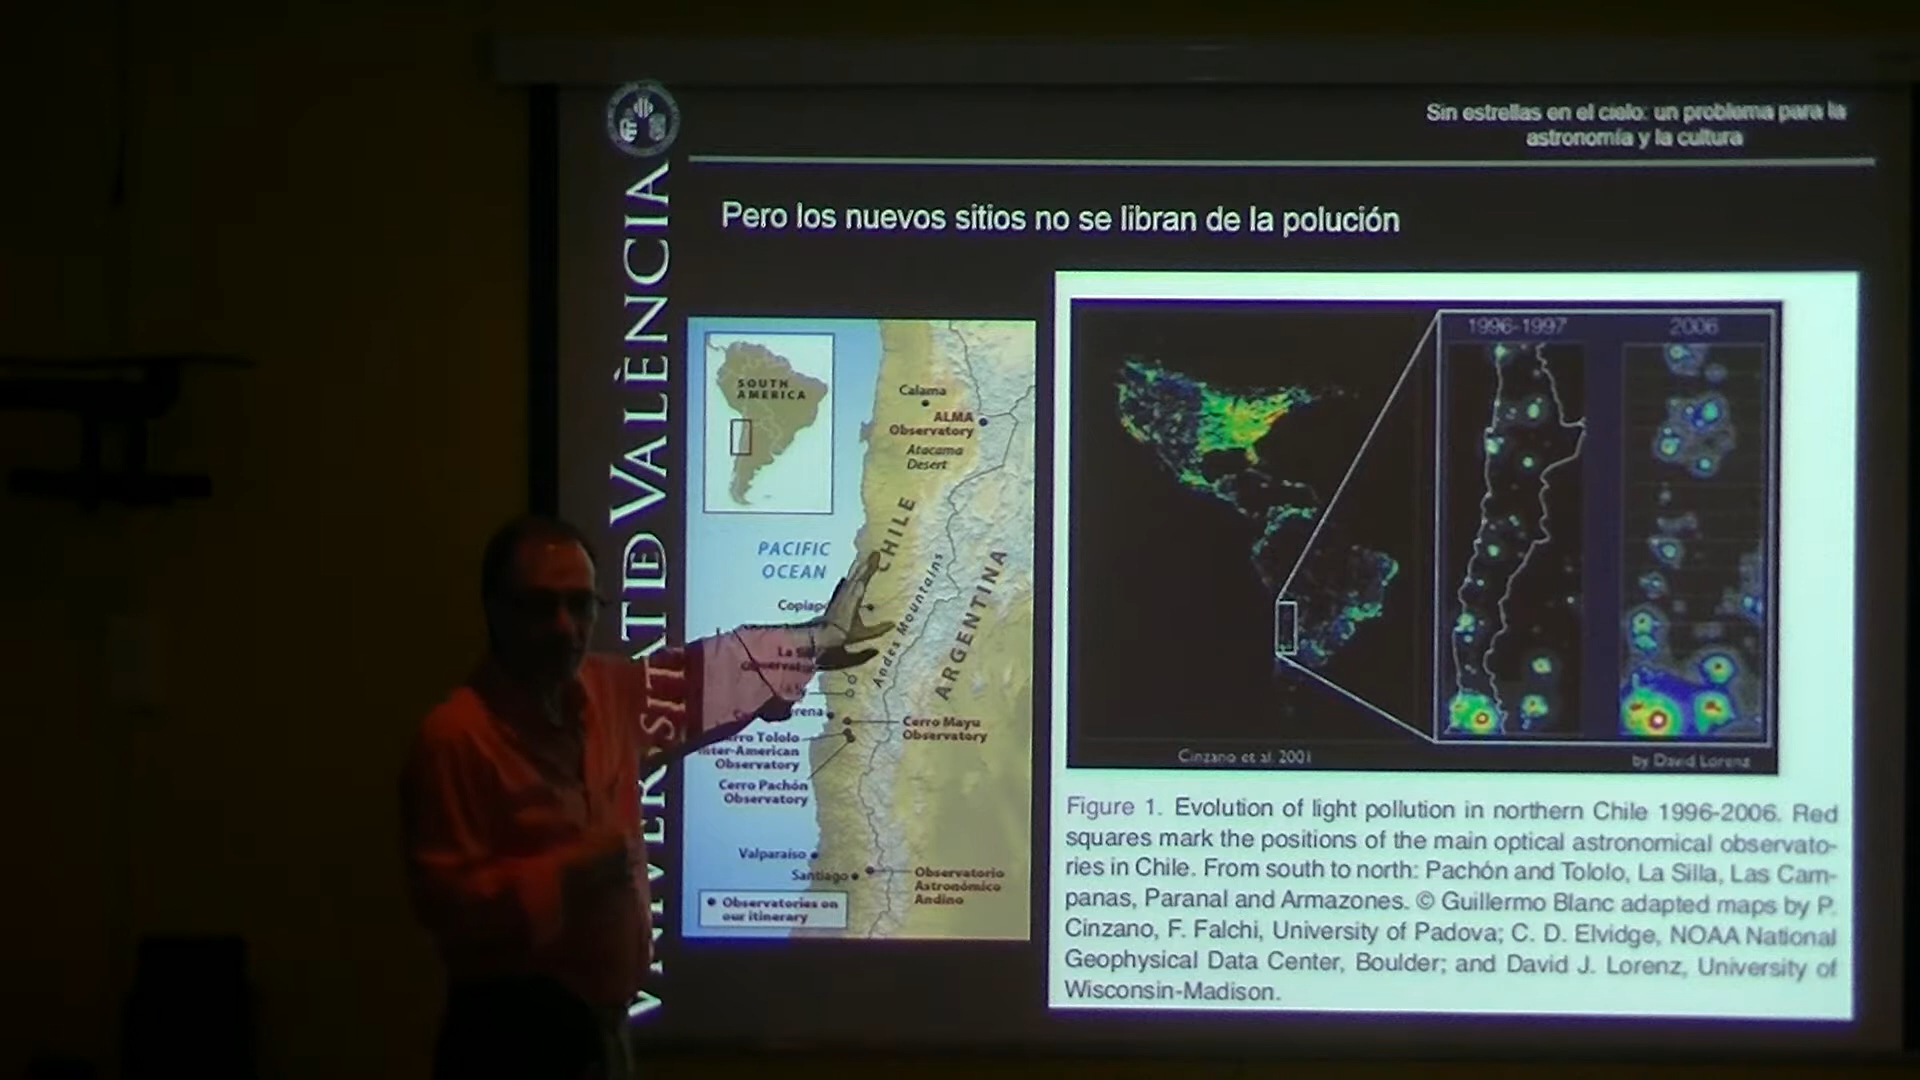 Sin estrellas en el cielo: un problema para la
astronomía y la cultura
VNIVERSITATDVALÈNCIA
Pero los nuevos sitios no se libran de la polución
SOUTH
AMERICA
Calama
ALMA
Observatory
Atacama
Desert
CHILE
PACIFIC
OCEAN
Andes Mountains
ARGENTINA
La
Cerro Mayu
Observatory
Tololo
Inter-American
Observatory
Cerro Pachón
Observatory
Valparaíso
Santiago
Observatorio
Astronómico
Andino
Observatories on
our itinerary
1996-1997
2006
Cinzano et al. 2001
by David Lorenz
Figure 1. Evolution of light pollution in northern Chile 1996-2006. Red
squares mark the positions of the main optical astronomical observato-
ries in Chile. From south to north: Pachón and Tololo, La Silla, Las Cam-
panas, Paranal and Armazones. © Guillermo Blanc adapted maps by P.
Cinzano, F. Falchi, University of Padova; C. D. Elvidge, NOAA National
Geophysical Data Center, Boulder; and David J. Lorenz, University of
Wisconsin-Madison.